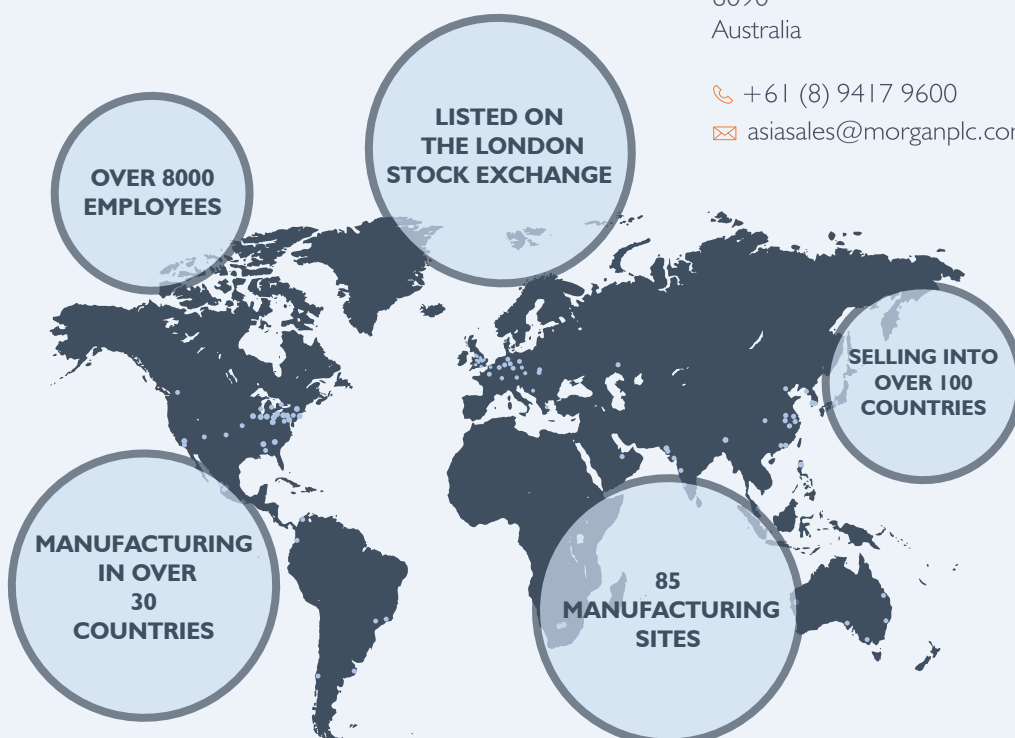 Australia
+61 (8) 9417 9600
asiasales@morganplc.com
LISTED ON
THE LONDON
STOCK EXCHANGE
OVER 8000
EMPLOYEES
SELLING INTO
OVER 100
COUNTRIES
MANUFACTURING
IN OVER
30
COUNTRIES
85
MANUFACTURING
SITES